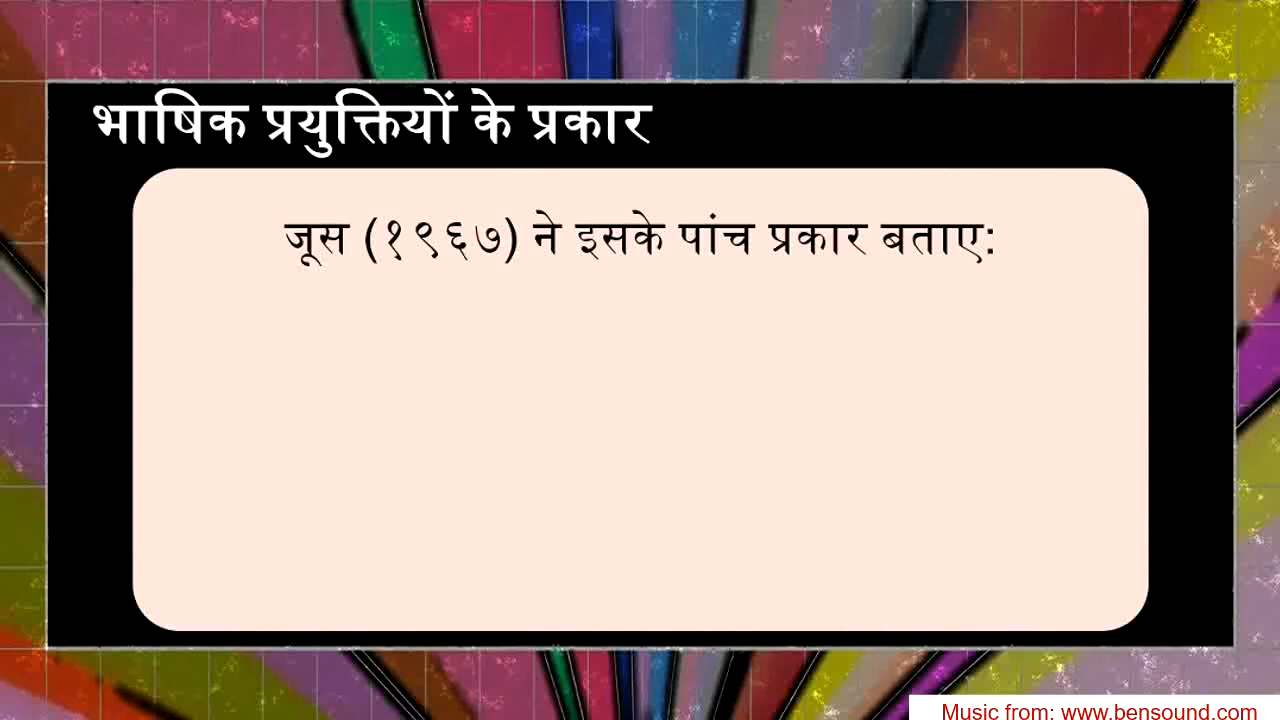 भाषिक प्रयुक्तियों के प्रकार
जूस (१९६७) ने इसके पांच प्रकार बताए:
Music from: www.bensound.com